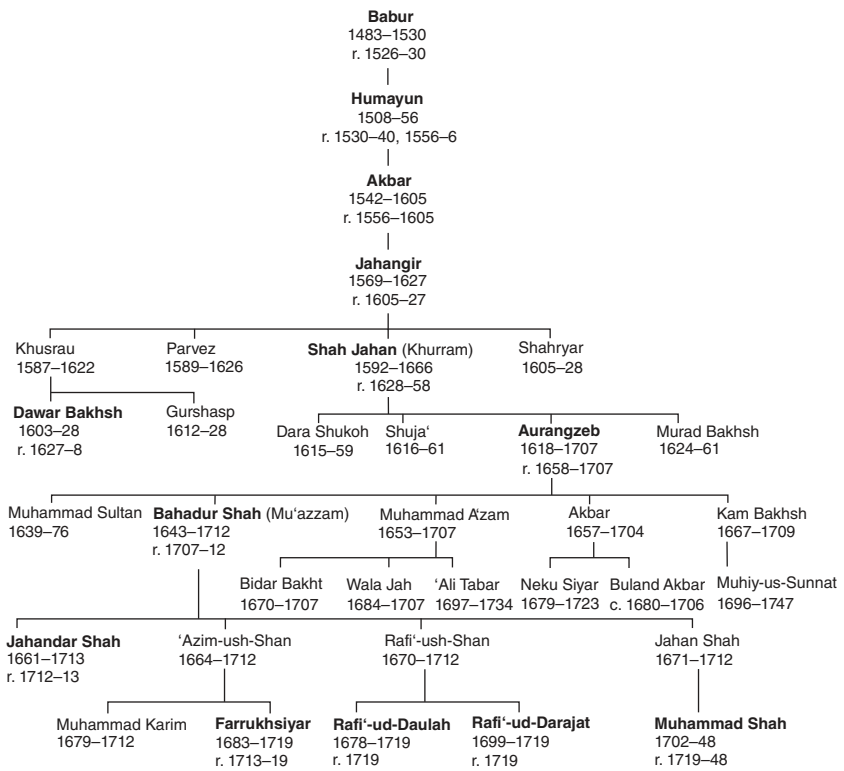 Babur
1483–1530
r. 1526–30
Humayun
1508–56
r. 1530–40, 1556–6
Akbar
1542–1605
r. 1556–1605
Jahangir
1569–1627
r. 1605–27
Khusrau
1587–1622
Parvez
1589–1626
Shah Jahan (Khurram)
1592–1666
r. 1628–58
Shahryar
1605–28
Dawar Bakhsh
1603–28
r. 1627–8
Gurshasp
1612–28
Dara Shukoh
1615–59
Shuja‘
1616–61
Aurangzeb
1618–1707
r. 1658–1707
Murad Bakhsh
1624–61
Muhammad Sultan
1639–76
Bahadur Shah (Mu‘azzam)
1643–1712
r. 1707–12
Muhammad A‘zam
1653–1707
Akbar
1657–1704
Kam Bakhsh
1667–1709
Bidar Bakht
1670–1707
Wala Jah
1684–1707
‘Ali Tabar
1697–1734
Neku Siyar
1679–1723
Buland Akbar
c. 1680–1706
Muhiy-us-Sunnat
1696–1747
Jahandar Shah
1661–1713
r. 1712–13
‘Azim-ush-Shan
1664–1712
Rafi‘-ush-Shan
1670–1712
Jahan Shah
1671–1712
Muhammad Karim
1679–1712
Farrukhsiyar
1683–1719
r. 1713–19
Rafi‘-ud-Daulah
1678–1719
r. 1719
Rafi‘-ud-Darajat
1699–1719
r. 1719
Muhammad Shah
1702–48
r. 1719–48